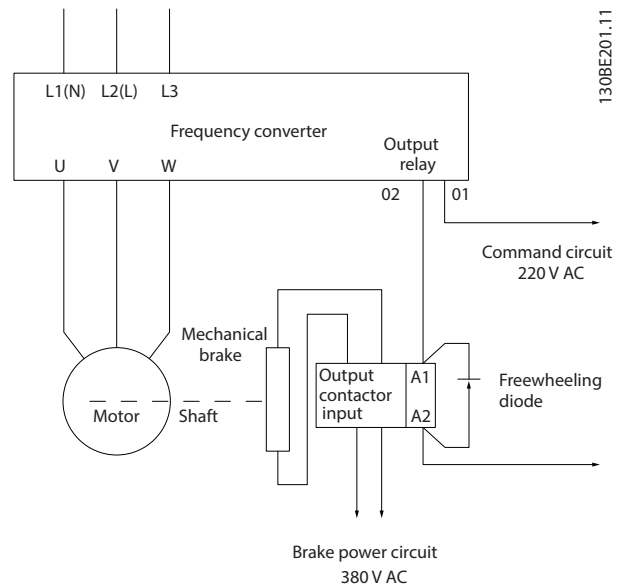 130BE201.11
L1(N) L2(L) L3
Frequency converter
Output
relay
U V W
02 01
Command circuit
220 V AC
Mechanical
brake
Output
contactor
input
A1
A2
Freewheeling
diode
Motor
Shaft
Brake power circuit
380 V AC